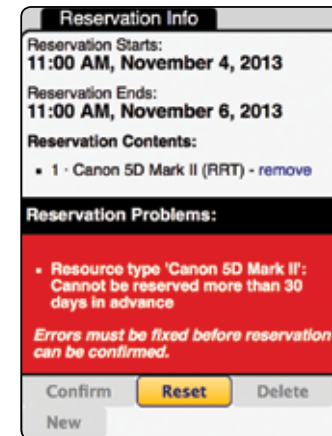 Reservation Info
Reservation Starts:
11:00 AM, November 4, 2013
Reservation Ends:
11:00 AM, November 6, 2013
Reservation Contents:
▪ 1 · Canon 5D Mark II (RRT) - remove
Reservation Problems:
▪ Resource type 'Canon 5D Mark II':
Cannot be reserved more than 30
days in advance
Errors must be fixed before reservation
can be confirmed.
Confirm Reset Delete
New